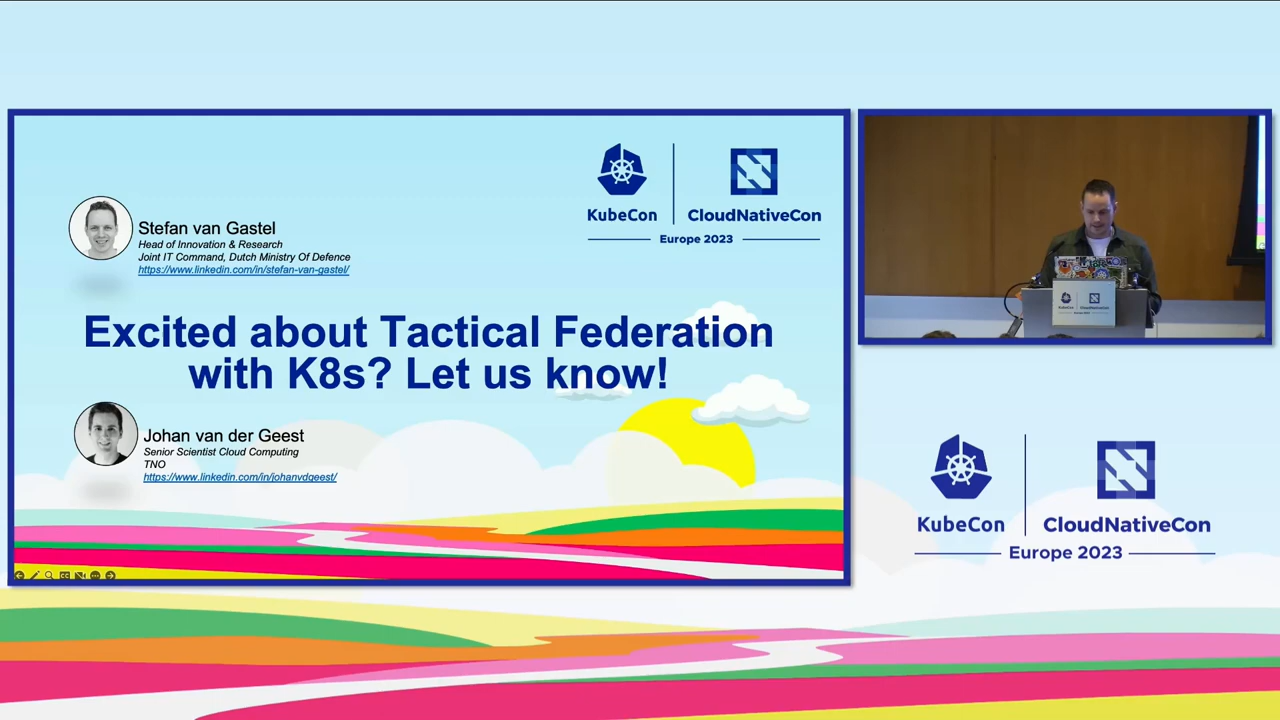 KubeCon
CloudNativeCon
Europe 2023
Stefan van Gastel
Head of Innovation & Research
Joint IT Command, Dutch Ministry Of Defence
https://www.linkedin.com/in/stefan-van-gastel/
Excited about Tactical Federation
with K8s? Let us know!
Johan van der Geest
Senior Scientist Cloud Computing
TNO
https://www.linkedin.com/in/johanvdgeest/
KubeCon
CloudNativeCon
Europe 2023